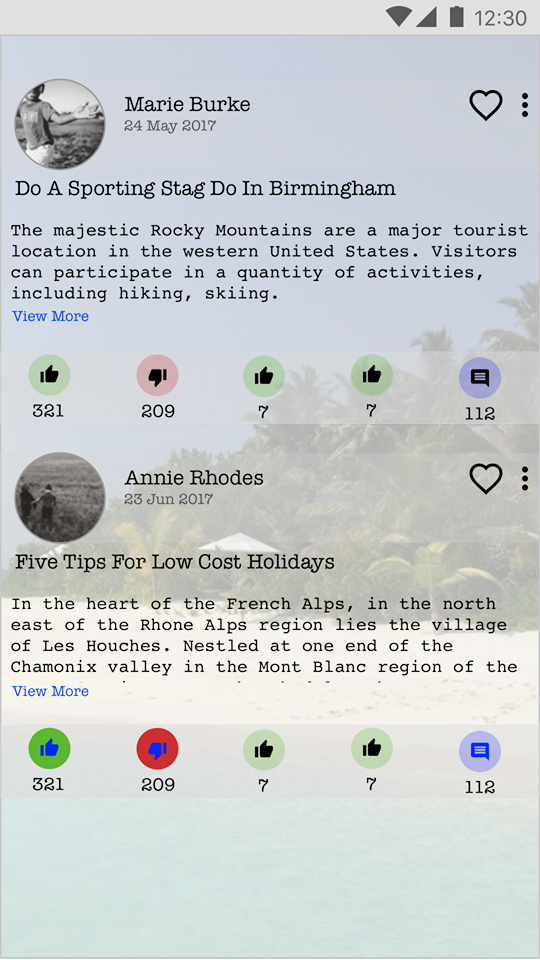 12:30
Marie Burke
24 May 2017
Do A Sporting Stag Do In Birmingham
The majestic Rocky Mountains are a major tourist
location in the western United States. Visitors
can participate in a quantity of activities,
including hiking, skiing.
View More
321 209 7 7 112
Annie Rhodes
23 Jun 2017
Five Tips For Low Cost Holidays
In the heart of the French Alps, in the north
east of the Rhone Alps region lies the village
of Les Houches. Nestled at one end of the
Chamonix valley in the Mont Blanc region of the
View More
321 209 7 7 112